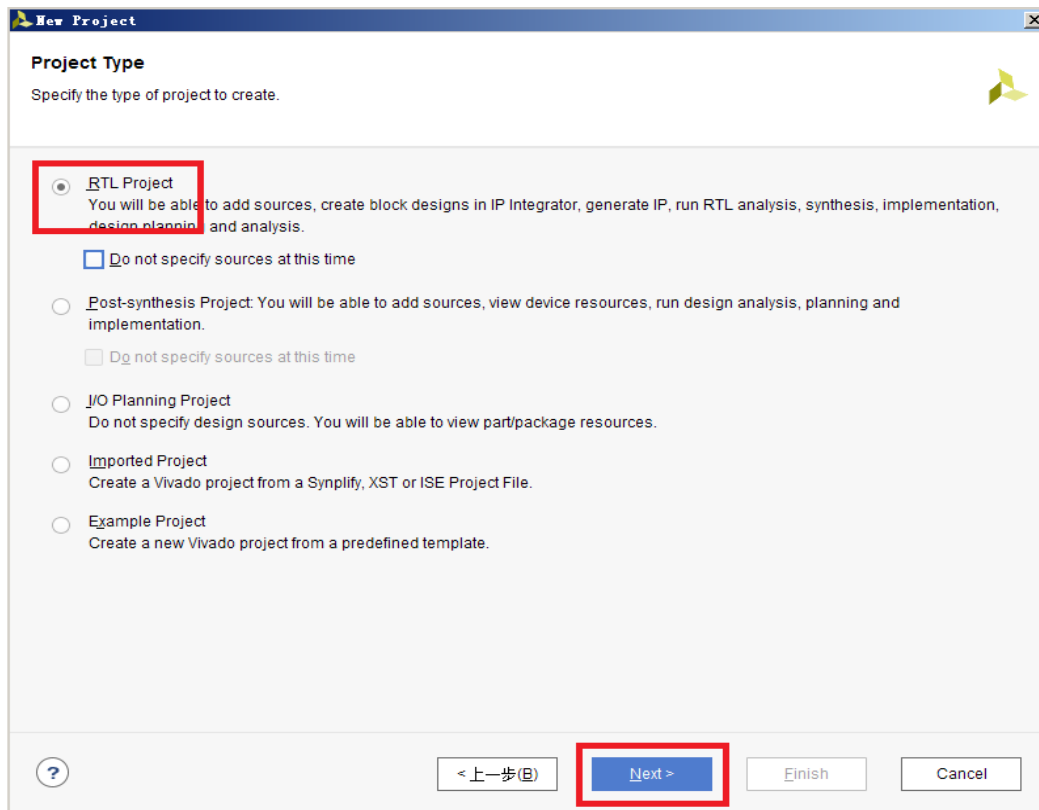 New Project
Project Type
Specify the type of project to create.
RTL Project
You will be able to add sources, create block designs in IP Integrator, generate IP, run RTL analysis, synthesis, implementation,
design planning and analysis.
Do not specify sources at this time
Post-synthesis Project: You will be able to add sources, view device resources, run design analysis, planning and
implementation.
Do not specify sources at this time
I/O Planning Project
Do not specify design sources. You will be able to view part/package resources.
Imported Project
Create a Vivado project from a Synplify, XST or ISE Project File.
Example Project
Create a new Vivado project from a predefined template.
? < 上一步(B) Next > Finish Cancel